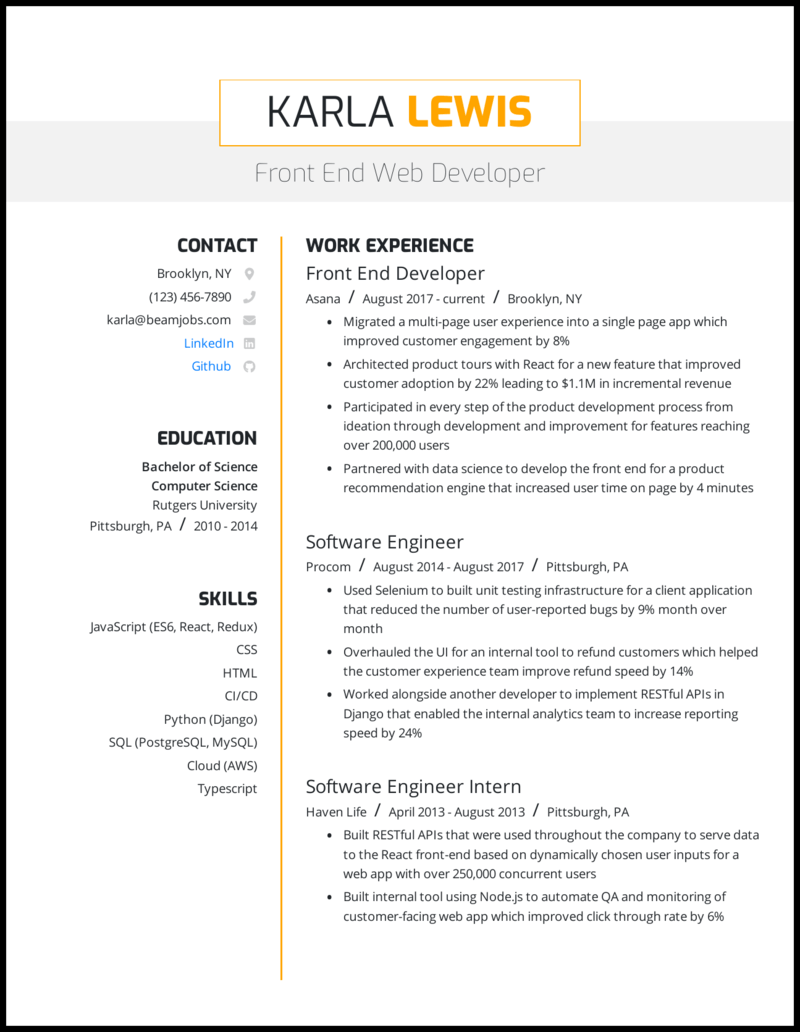 KARLA LEWIS
Front End Web Developer
CONTACT
Brooklyn, NY
(123) 456-7890
karla@beamjobs.com
LinkedIn
Github
EDUCATION
Bachelor of Science
Computer Science
Rutgers University
Pittsburgh, PA / 2010 - 2014
SKILLS
JavaScript (ES6, React, Redux)
CSS
HTML
CI/CD
Python (Django)
SQL (PostgreSQL, MySQL)
Cloud (AWS)
Typescript
WORK EXPERIENCE
Front End Developer
Asana / August 2017 - current / Brooklyn, NY
• Migrated a multi-page user experience into a single page app which
improved customer engagement by 8%
• Architected product tours with React for a new feature that improved
customer adoption by 22% leading to $1.1M in incremental revenue
• Participated in every step of the product development process from
ideation through development and improvement for features reaching
over 200,000 users
• Partnered with data science to develop the front end for a product
recommendation engine that increased user time on page by 4 minutes
Software Engineer
Procom / August 2014 - August 2017 / Pittsburgh, PA
• Used Selenium to built unit testing infrastructure for a client application
that reduced the number of user-reported bugs by 9% month over
month
• Overhauled the UI for an internal tool to refund customers which helped
the customer experience team improve refund speed by 14%
• Worked alongside another developer to implement RESTful APIs in
Django that enabled the internal analytics team to increase reporting
speed by 24%
Software Engineer Intern
Haven Life / April 2013 - August 2013 / Pittsburgh, PA
• Built RESTful APIs that were used throughout the company to serve data
to the React front-end based on dynamically chosen user inputs for a
web app with over 250,000 concurrent users
• Built internal tool using Node.js to automate QA and monitoring of
customer-facing web app which improved click through rate by 6%